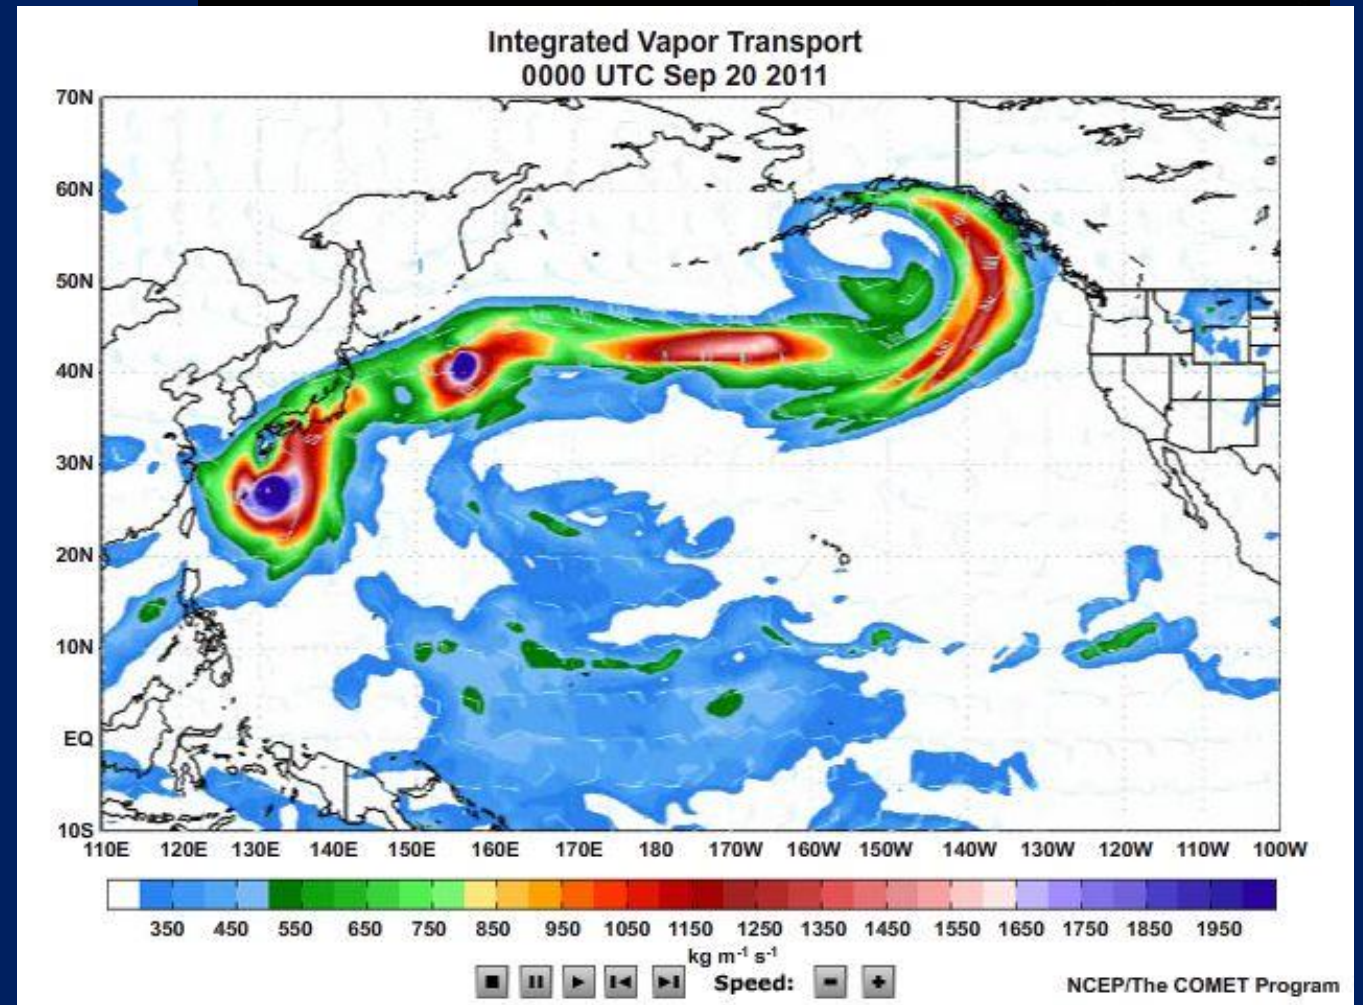 Integrated Vapor Transport
0000 UTC Sep 20 2011
70N
60N
50N
40N
30N
20N
10N
EQ
10S
110E 120E 130E 140E 150E 160E 170E 180 170W 160W 150W 140W 130W 120W 110W 100W
350 450 550 650 750 850 950 1050 1150 1250 1350 1450 1550 1650 1750 1850 1950
kg m⁻¹ s⁻¹
Speed:
NCEP/The COMET Program